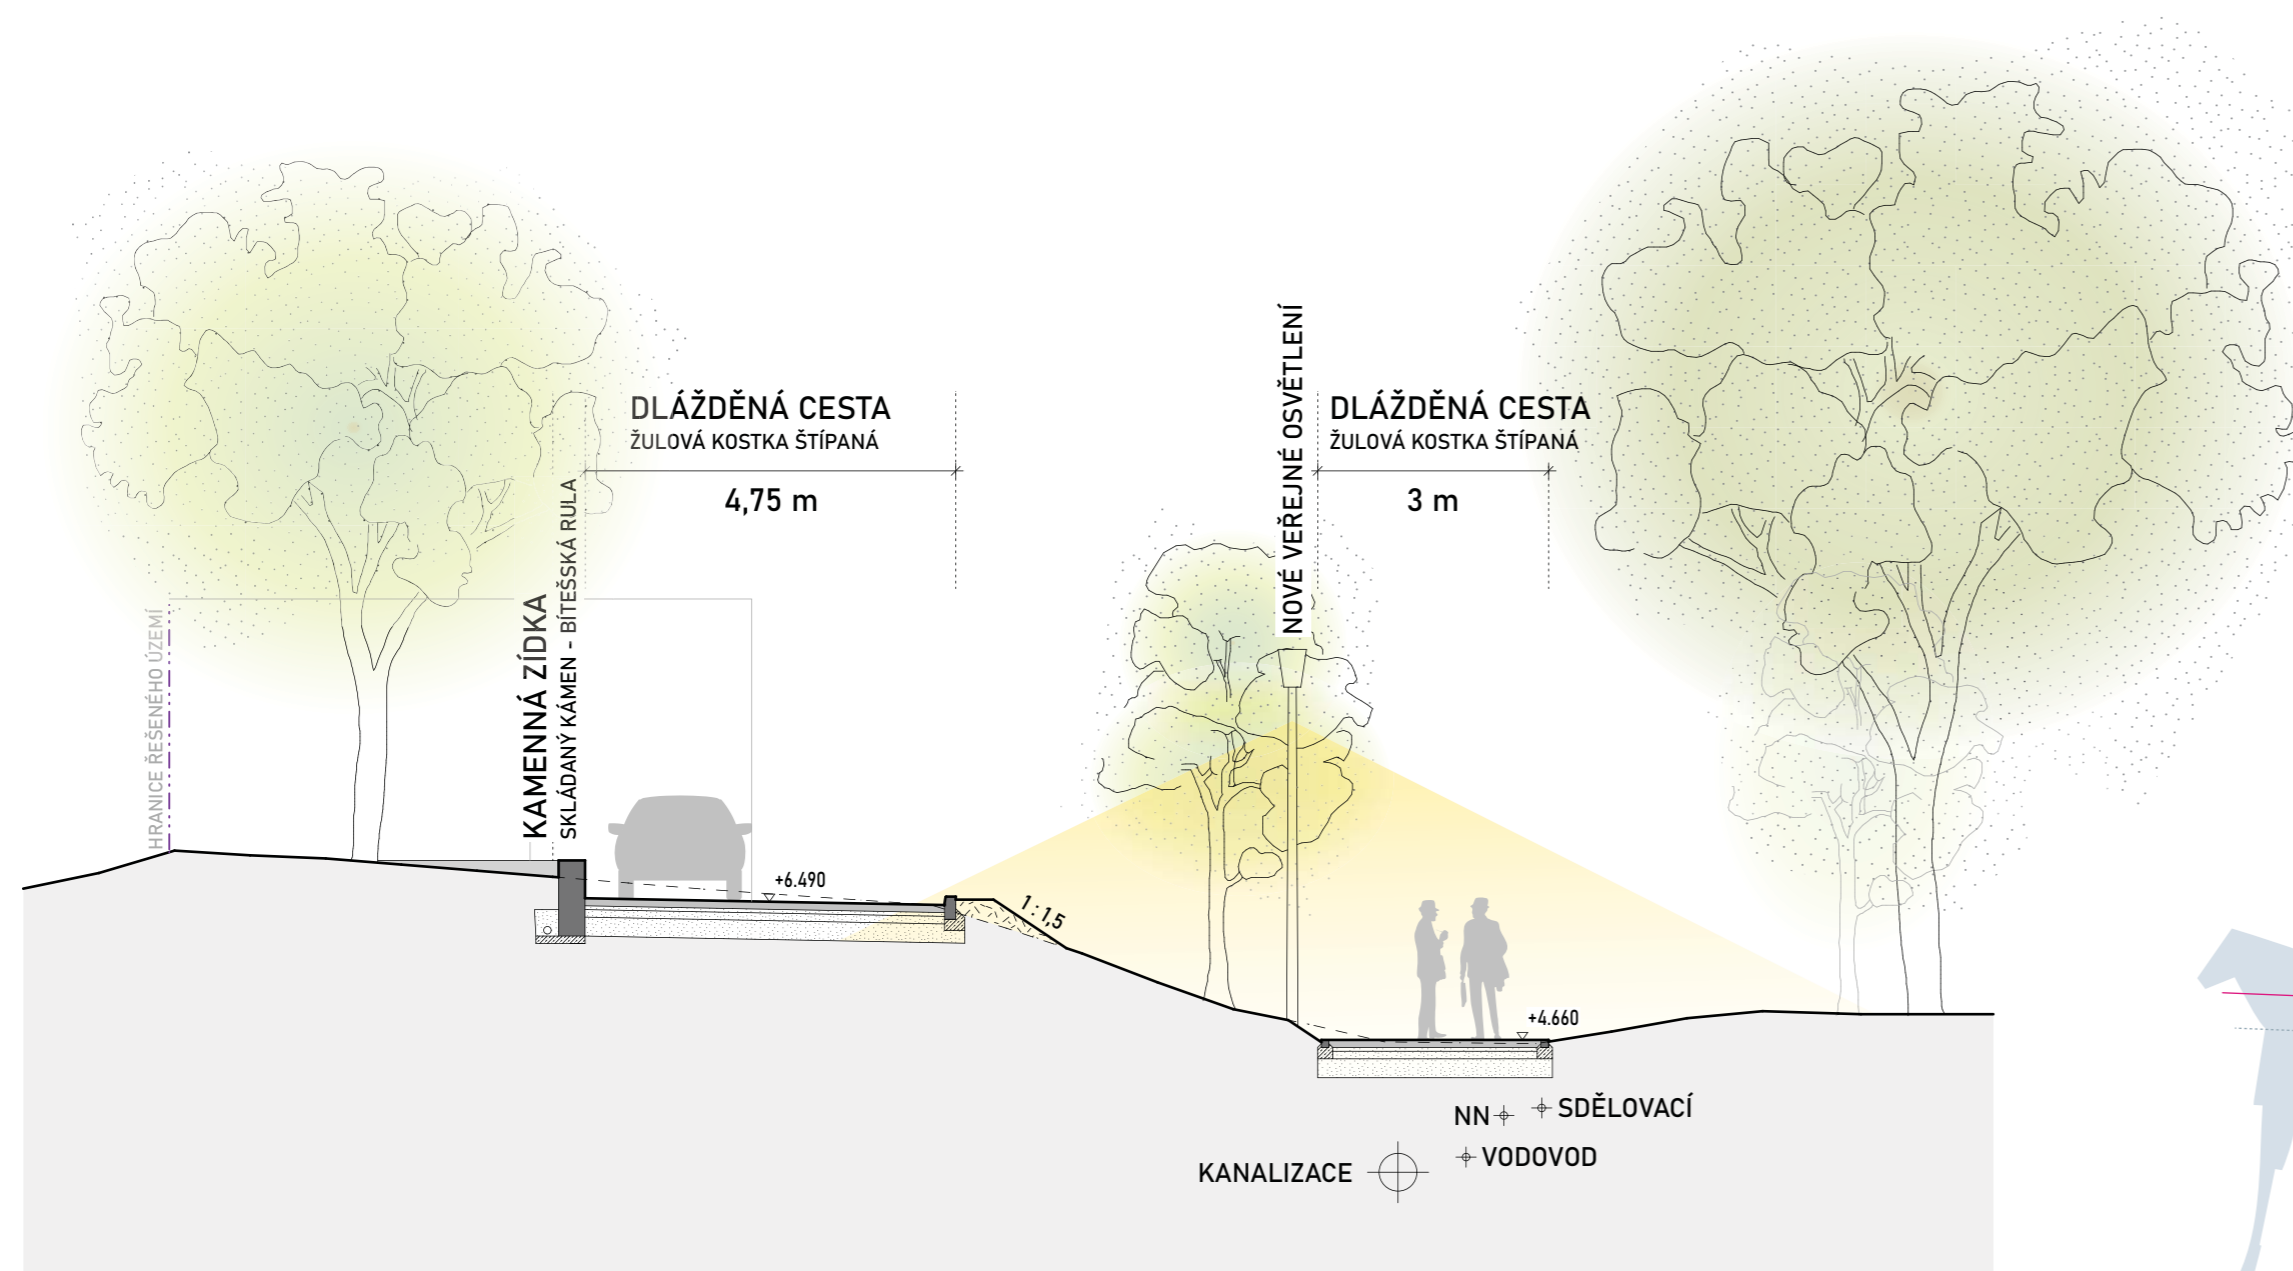 HRANICE ŘEŠENÉHO ÚZEMÍ
KAMENNÁ ZÍDKA
SKLÁDANÝ KÁMEN - BÍTEŠSKÁ RULA
DLÁŽDĚNÁ CESTA
ŽULOVÁ KOSTKA ŠTÍPANÁ
4,75 m
NOVÉ VEŘEJNÉ OSVĚTLENÍ
DLÁŽDĚNÁ CESTA
ŽULOVÁ KOSTKA ŠTÍPANÁ
3 m
+6.490
1:1,5
+4.660
NN
SDĚLOVACÍ
VODOVOD
KANALIZACE